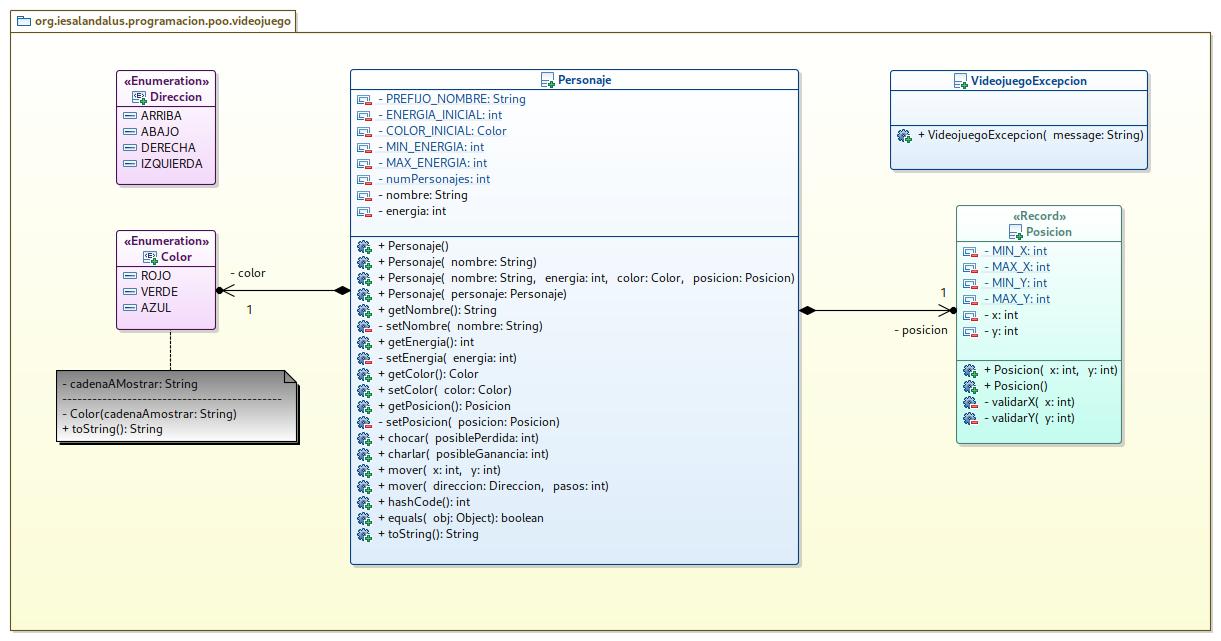 org.iesalandalus.programacion.poo.videojuego
«Enumeration»
Direccion
ARRIBA
ABAJO
DERECHA
IZQUIERDA
«Enumeration»
Color
ROJO
VERDE
AZUL
- cadenaAMostrar: String
- Color(cadenaAmostrar: String)
+ toString(): String
- color
1
Personaje
- PREFIJO_NOMBRE: String
- ENERGIA_INICIAL: int
- COLOR_INICIAL: Color
- MIN_ENERGIA: int
- MAX_ENERGIA: int
- numPersonajes: int
- nombre: String
- energia: int
+ Personaje()
+ Personaje( nombre: String)
+ Personaje( nombre: String, energia: int, color: Color, posicion: Posicion)
+ Personaje( personaje: Personaje)
+ getNombre(): String
- setNombre( nombre: String)
+ getEnergia(): int
- setEnergia( energia: int)
+ getColor(): Color
+ setColor( color: Color)
+ getPosicion(): Posicion
- setPosicion( posicion: Posicion)
+ chocar( posiblePerdida: int)
+ charlar( posibleGanancia: int)
+ mover( x: int, y: int)
+ mover( direccion: Direccion, pasos: int)
+ hashCode(): int
+ equals( obj: Object): boolean
+ toString(): String
1
- posicion
VideojuegoExcepcion
+ VideojuegoExcepcion( message: String)
«Record»
Posicion
- MIN_X: int
- MAX_X: int
- MIN_Y: int
- MAX_Y: int
- x: int
- y: int
+ Posicion( x: int, y: int)
+ Posicion()
- validarX( x: int)
- validarY( y: int)